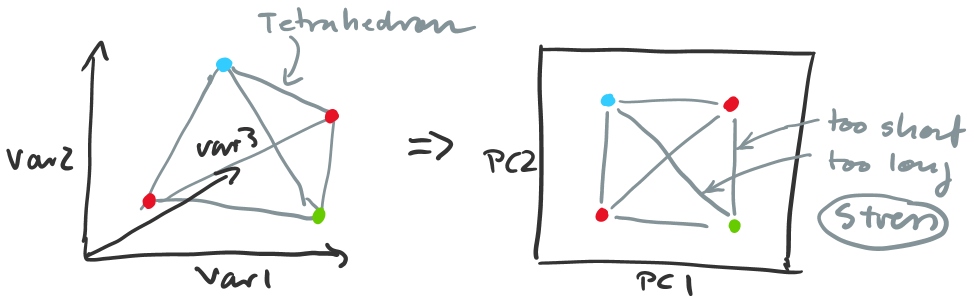 Tetrahedron
Var2
var3
Var1
=>
PC2
PC1
too short
too long
Stress